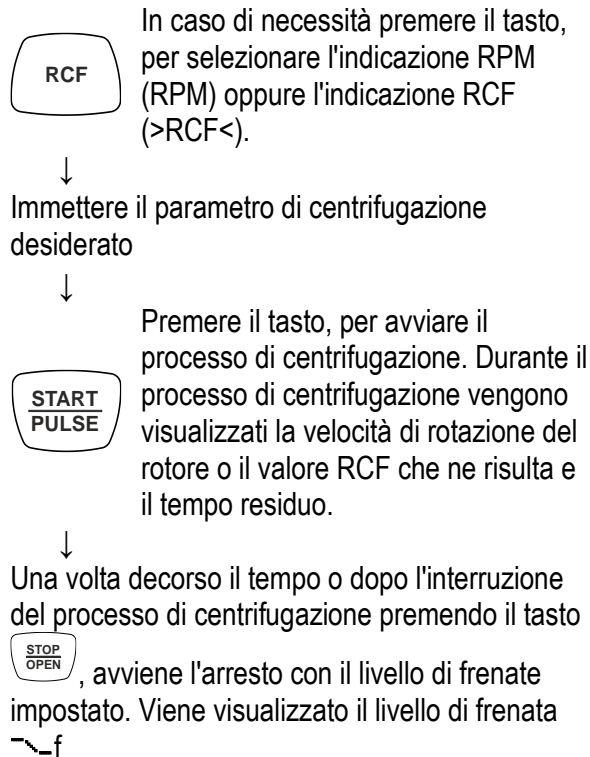 In caso di necessità premere il tasto,
per selezionare l'indicazione RPM
RCF
(RPM) oppure l'indicazione RCF
(>RCF<).
↓
Immettere il parametro di centrifugazione
desiderato
↓
Premere il tasto, per avviare il
processo di centrifugazione. Durante il
START
PULSE
processo di centrifugazione vengono
visualizzati la velocità di rotazione del
rotore o il valore RCF che ne risulta e
il tempo residuo.
↓
Una volta decorso il tempo o dopo l'interruzione
del processo di centrifugazione premendo il tasto
STOP
OPEN
, avviene l'arresto con il livello di frenate
impostato. Viene visualizzato il livello di frenata
f